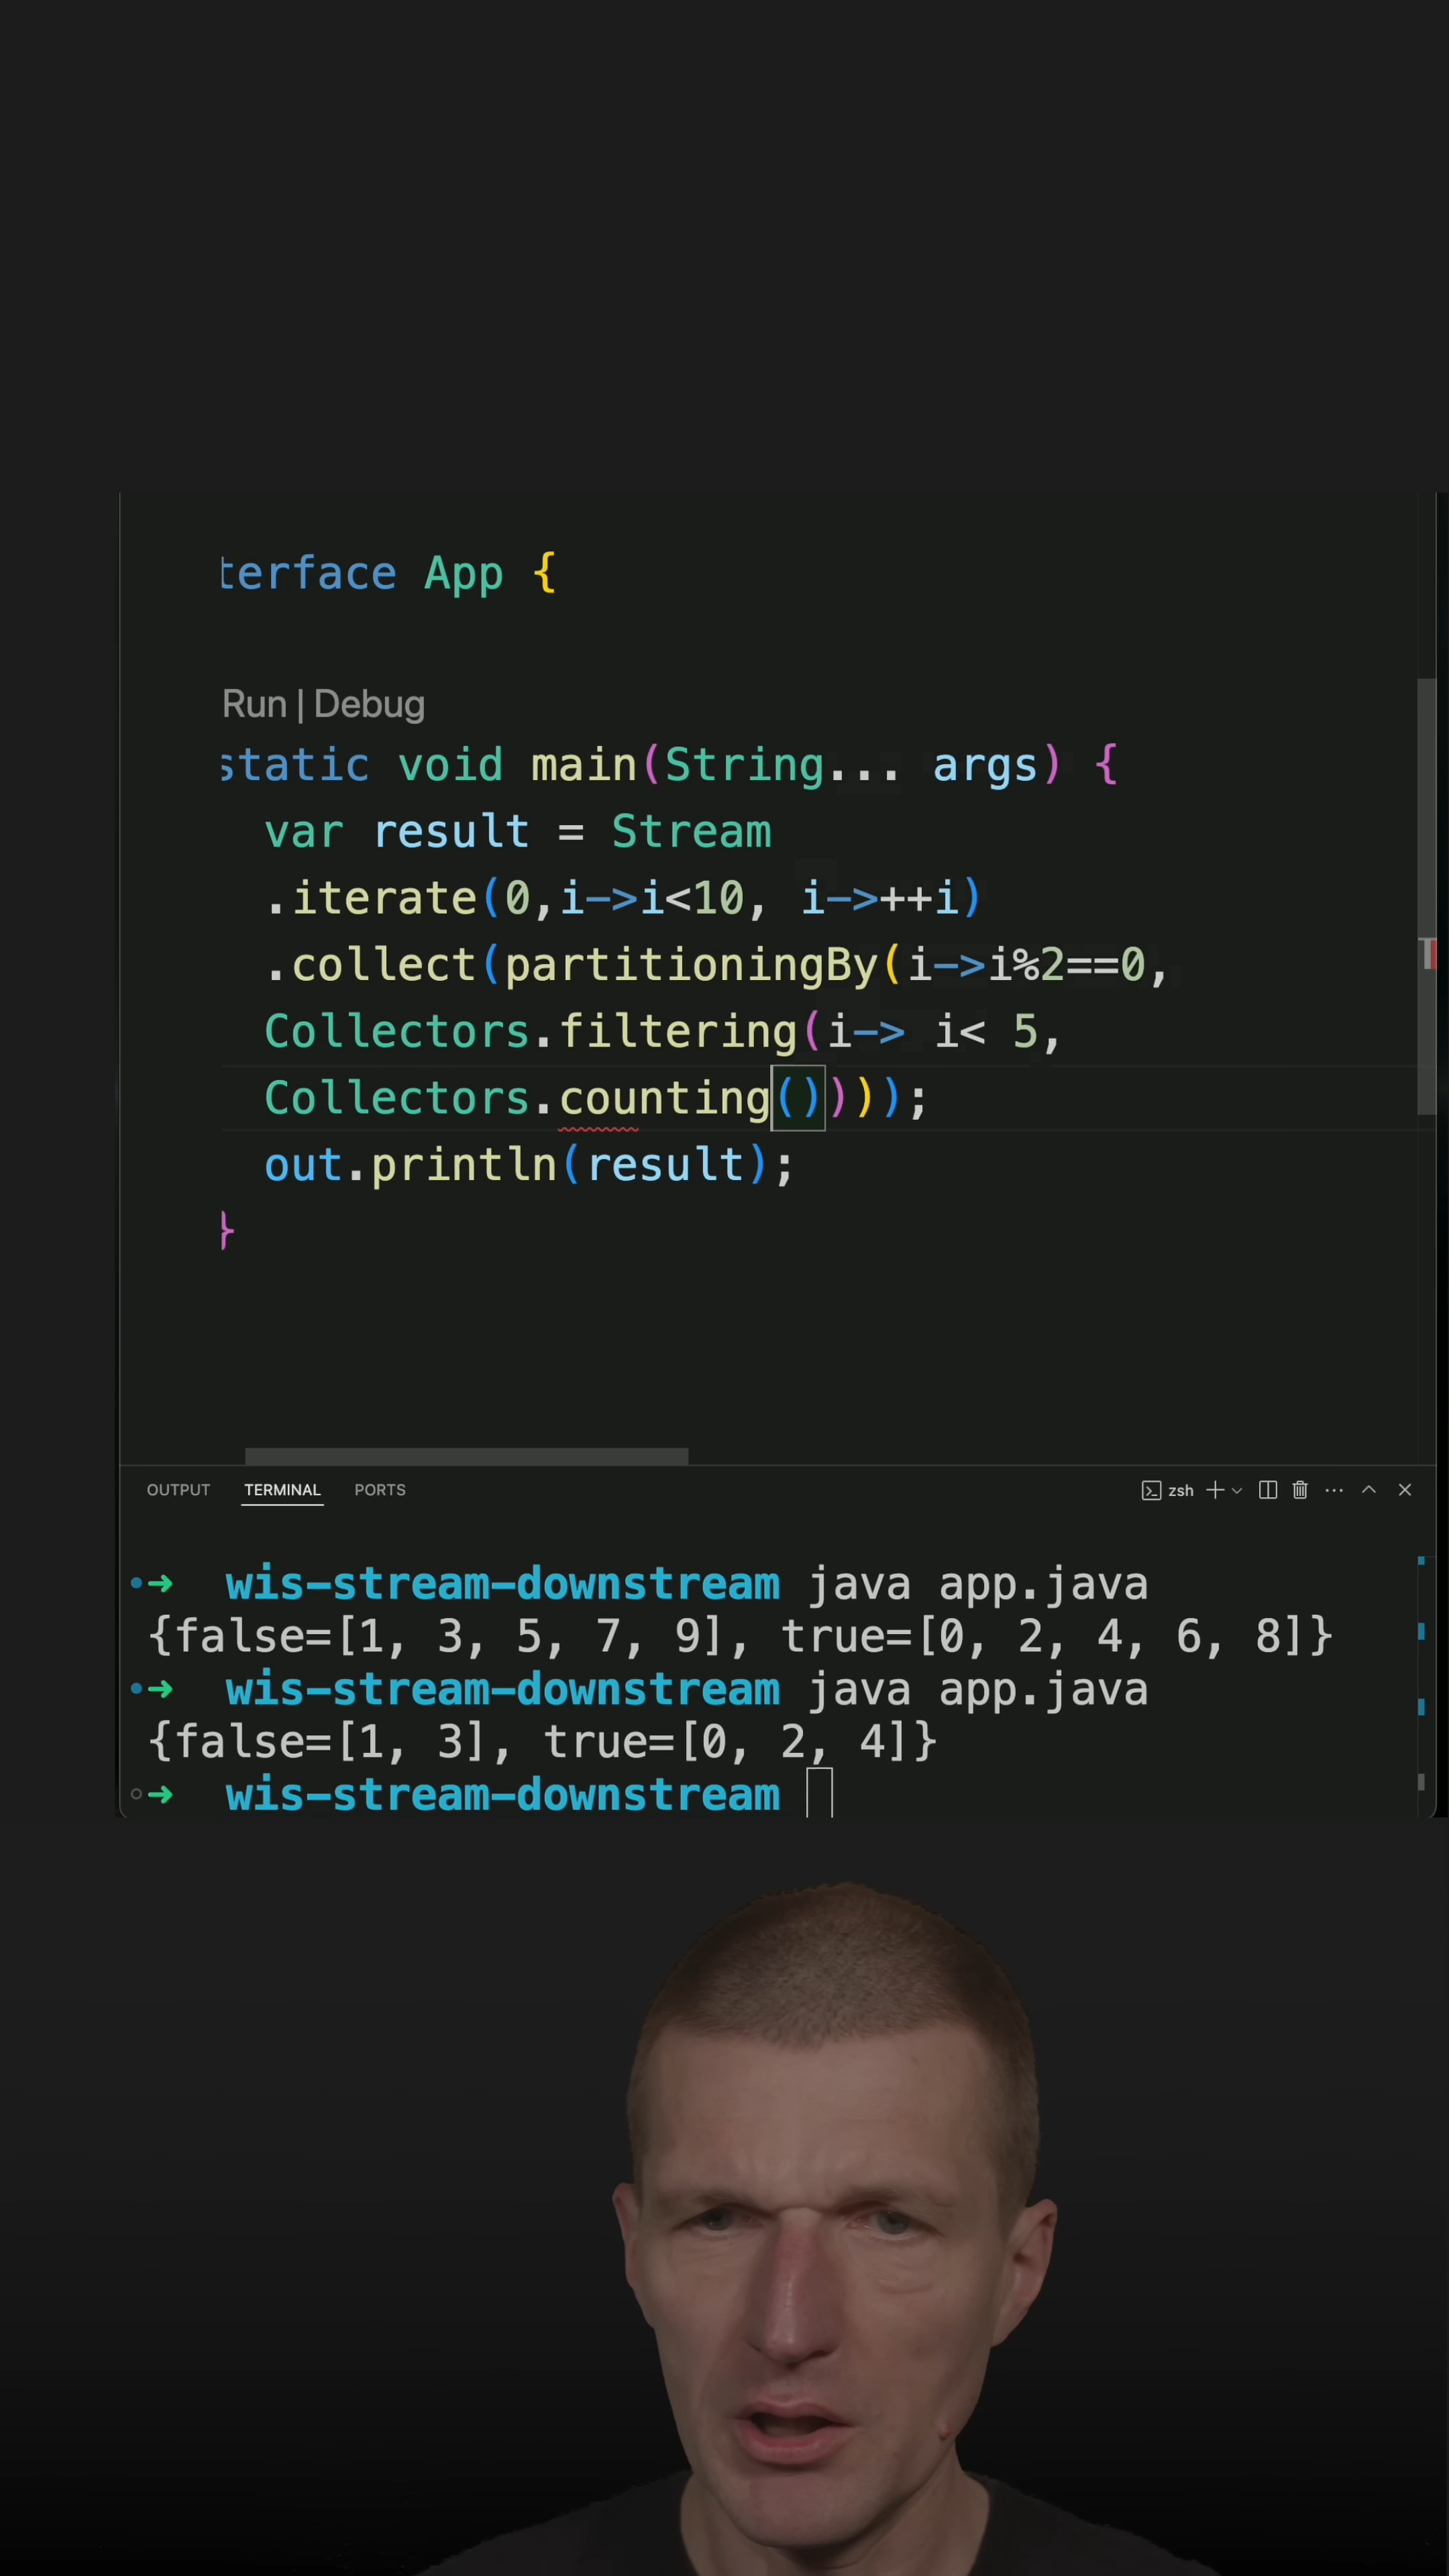 terface App {
Run | Debug
static void main(String... args) {
var result = Stream
.iterate(0,i->i<10, i->++i)
.collect(partitioningBy(i->i%2==0,
Collectors.filtering(i-> i< 5,
Collectors.counting())));
out.println(result);
}
OUTPUT TERMINAL PORTS zsh
➜ wis-stream-downstream java app.java
{false=[1, 3, 5, 7, 9], true=[0, 2, 4, 6, 8]}
➜ wis-stream-downstream java app.java
{false=[1, 3], true=[0, 2, 4]}
➜ wis-stream-downstream